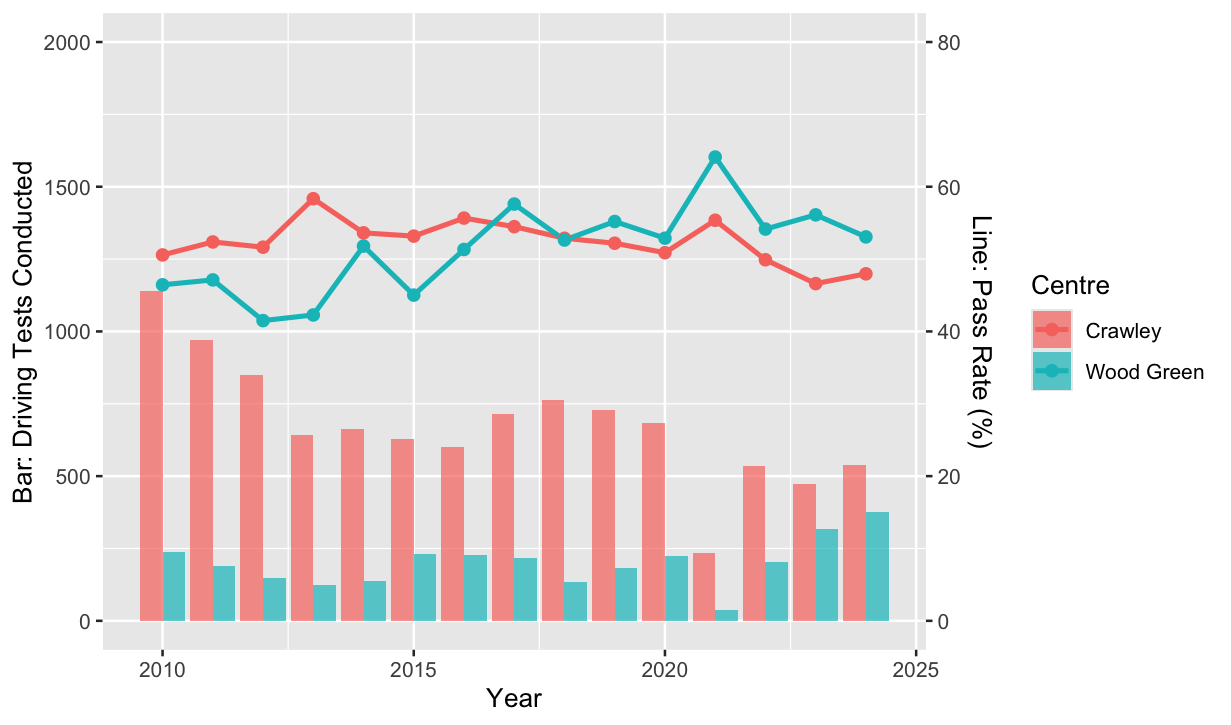 2000
1500
1000
500
0
Bar: Driving Tests Conducted
2010
2015
2020
2025
Year
80
60
40
20
0
Line: Pass Rate (%)
Centre
Crawley
Wood Green